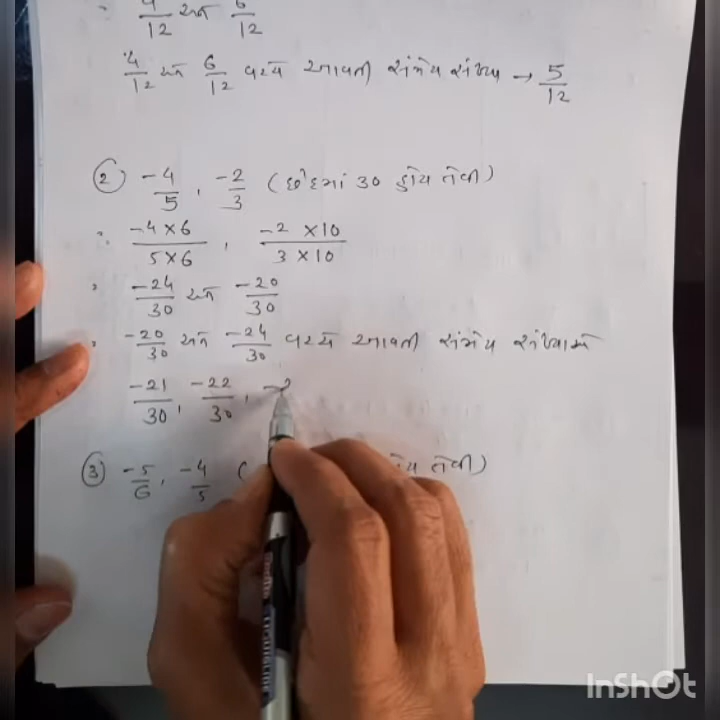 4/12 અને 6/12
4/12 અને 6/12 વચ્ચે આવતી સંમેય સંખ્યા → 5/12
② -4/5 , -2/3 (છેદમાં 30 હોય તેવી)
∴ -4×6/5×6 , -2×10/3×10
∴ -24/30 અને -20/30
∴ -20/30 અને -24/30 વચ્ચે આવતી સંમેય સંખ્યાઓ
-21/30 , -22/30 , -2
③ -5/6 , -4/5 ( તેવી)
InShOt